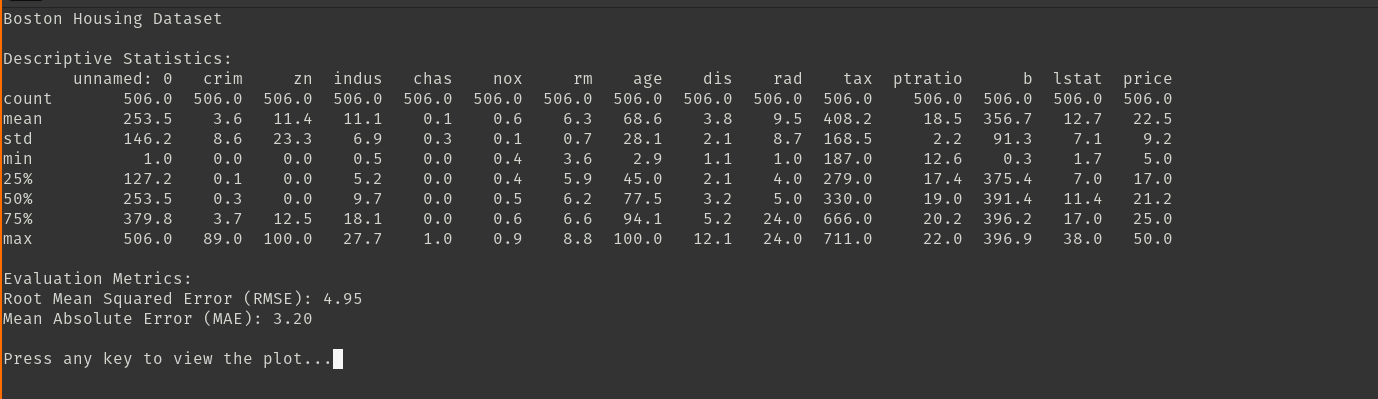 Boston Housing Dataset
Descriptive Statistics:
unnamed: 0 crim zn indus chas nox rm age dis rad tax ptratio b lstat price
count 506.0 506.0 506.0 506.0 506.0 506.0 506.0 506.0 506.0 506.0 506.0 506.0 506.0 506.0 506.0
mean 253.5 3.6 11.4 11.1 0.1 0.6 6.3 68.6 3.8 9.5 408.2 18.5 356.7 12.7 22.5
std 146.2 8.6 23.3 6.9 0.3 0.1 0.7 28.1 2.1 8.7 168.5 2.2 91.3 7.1 9.2
min 1.0 0.0 0.0 0.5 0.0 0.4 3.6 2.9 1.1 1.0 187.0 12.6 0.3 1.7 5.0
25% 127.2 0.1 0.0 5.2 0.0 0.4 5.9 45.0 2.1 4.0 279.0 17.4 375.4 7.0 17.0
50% 253.5 0.3 0.0 9.7 0.0 0.5 6.2 77.5 3.2 5.0 330.0 19.0 391.4 11.4 21.2
75% 379.8 3.7 12.5 18.1 0.0 0.6 6.6 94.1 5.2 24.0 666.0 20.2 396.2 17.0 25.0
max 506.0 89.0 100.0 27.7 1.0 0.9 8.8 100.0 12.1 24.0 711.0 22.0 396.9 38.0 50.0
Evaluation Metrics:
Root Mean Squared Error (RMSE): 4.95
Mean Absolute Error (MAE): 3.20
Press any key to view the plot...